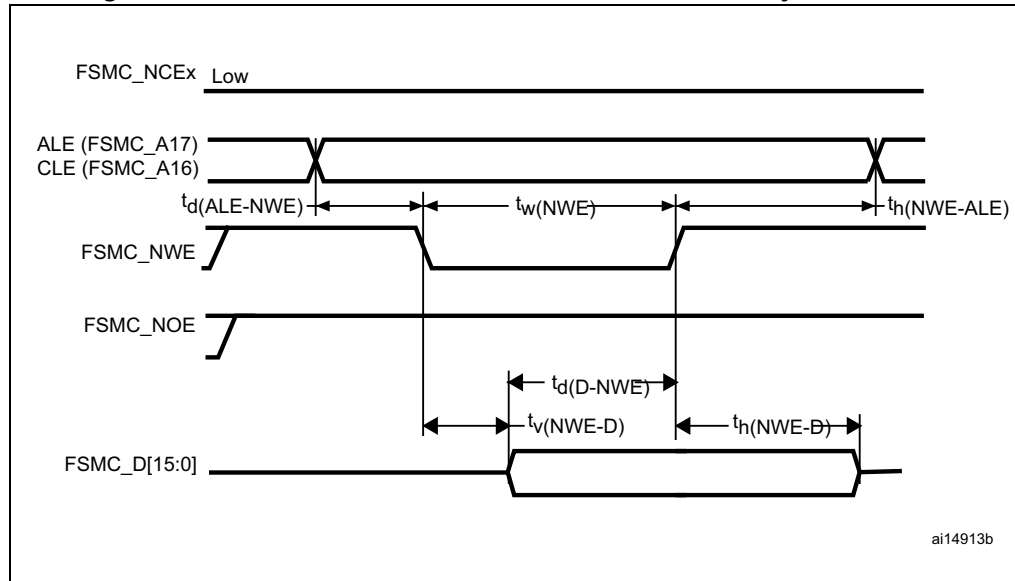 FSMC_NCEx Low
ALE (FSMC_A17)
CLE (FSMC_A16)
td(ALE-NWE) tw(NWE) th(NWE-ALE)
FSMC_NWE
FSMC_NOE
td(D-NWE)
tv(NWE-D) th(NWE-D)
FSMC_D[15:0]
ai14913b